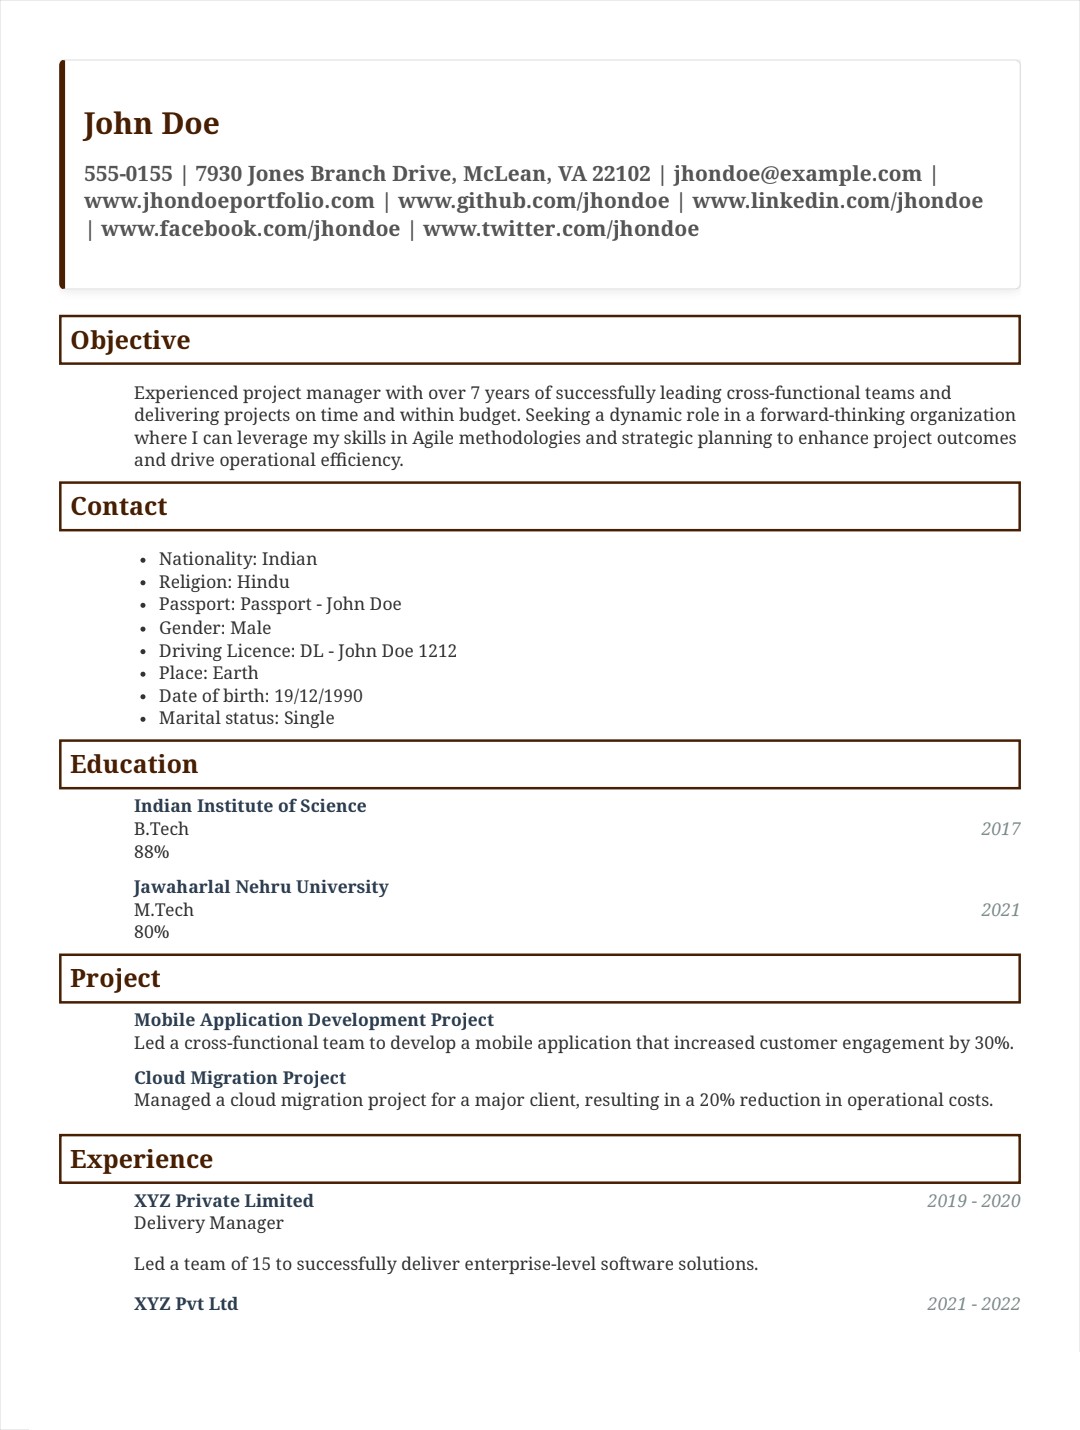 John Doe
555-0155 | 7930 Jones Branch Drive, McLean, VA 22102 | jhondoe@example.com |
www.jhondoeportfolio.com | www.github.com/jhondoe | www.linkedin.com/jhondoe
| www.facebook.com/jhondoe | www.twitter.com/jhondoe
Objective
Experienced project manager with over 7 years of successfully leading cross-functional teams and
delivering projects on time and within budget. Seeking a dynamic role in a forward-thinking organization
where I can leverage my skills in Agile methodologies and strategic planning to enhance project outcomes
and drive operational efficiency.
Contact
• Nationality: Indian
• Religion: Hindu
• Passport: Passport - John Doe
• Gender: Male
• Driving Licence: DL - John Doe 1212
• Place: Earth
• Date of birth: 19/12/1990
• Marital status: Single
Education
Indian Institute of Science
B.Tech 2017
88%
Jawaharlal Nehru University
M.Tech 2021
80%
Project
Mobile Application Development Project
Led a cross-functional team to develop a mobile application that increased customer engagement by 30%.
Cloud Migration Project
Managed a cloud migration project for a major client, resulting in a 20% reduction in operational costs.
Experience
XYZ Private Limited 2019 - 2020
Delivery Manager
Led a team of 15 to successfully deliver enterprise-level software solutions.
XYZ Pvt Ltd 2021 - 2022